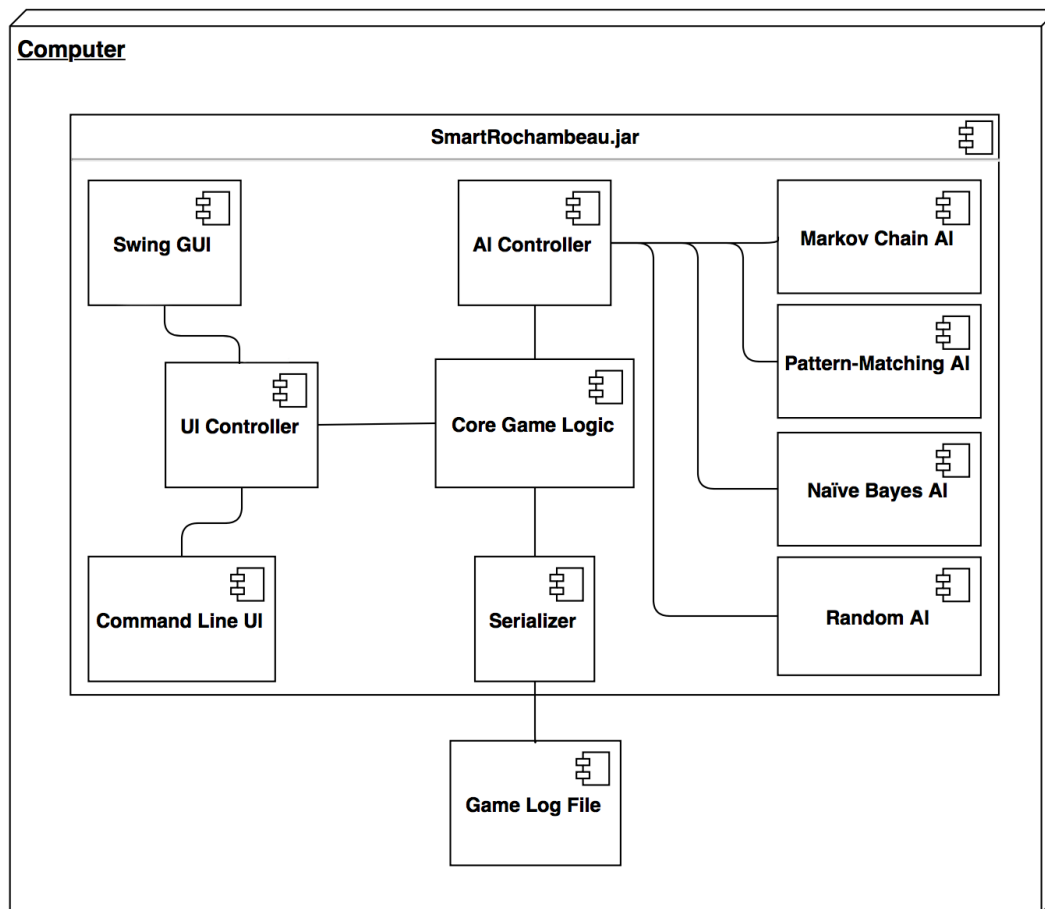 Computer
SmartRochambeau.jar
Swing GUI
AI Controller
Markov Chain AI
Pattern-Matching AI
UI Controller
Core Game Logic
Naïve Bayes AI
Command Line UI
Serializer
Random AI
Game Log File